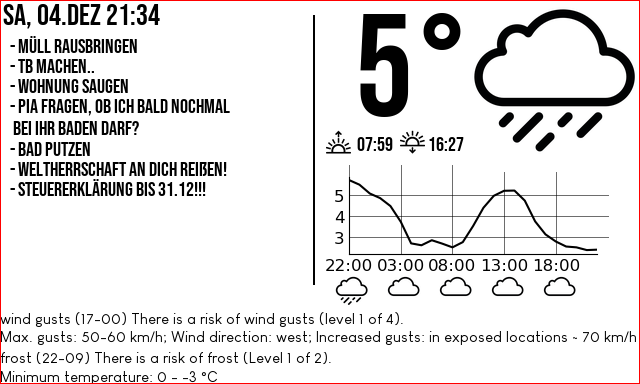 SA, 04.DEZ 21:34
- MÜLL RAUSBRINGEN
- TB MACHEN..
- WOHNUNG SAUGEN
- PIA FRAGEN, OB ICH BALD NOCHMAL
BEI IHR BADEN DARF?
- BAD PUTZEN
- WELTHERRSCHAFT AN DICH REIẞEN!
- STEUERERKLÄRUNG BIS 31.12!!!
5°
07:59 16:27
5
4
3
22:00 03:00 08:00 13:00 18:00
wind gusts (17-00) There is a risk of wind gusts (level 1 of 4).
Max. gusts: 50-60 km/h; Wind direction: west; Increased gusts: in exposed locations ~ 70 km/h
frost (22-09) There is a risk of frost (Level 1 of 2).
Minimum temperature: 0 - -3 °C